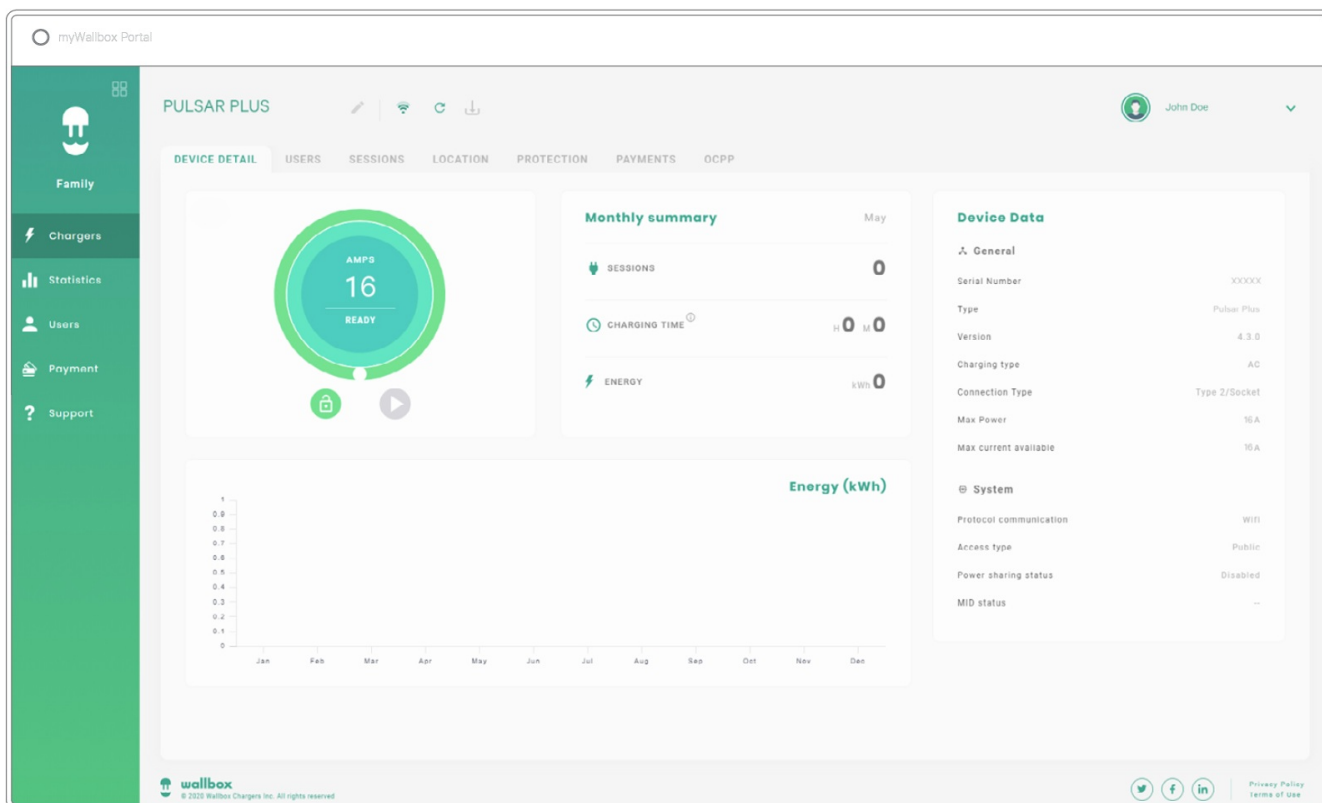 myWallbox Portal
Family
Chargers
Statistics
Users
Payment
Support
PULSAR PLUS
John Doe
DEVICE DETAIL USERS SESSIONS LOCATION PROTECTION PAYMENTS OCPP
AMPS
16
READY
Monthly summary May
SESSIONS 0
CHARGING TIME H 0 M 0
ENERGY kWh 0
Device Data
General
Serial Number XXXXX
Type Pulsar Plus
Version 4.3.0
Charging type AC
Connection Type Type 2/Socket
Max Power 16 A
Max current available 16 A
System
Protocol communication Wifi
Access type Public
Power sharing status Disabled
MID status --
Energy (kWh)
1
0.9
0.8
0.7
0.6
0.5
0.4
0.3
0.2
0.1
0
Jan Feb Mar Apr May Jun Jul Aug Sep Oct Nov Dec
wallbox
© 2020 Wallbox Chargers Inc. All rights reserved
Privacy Policy
Terms of Use